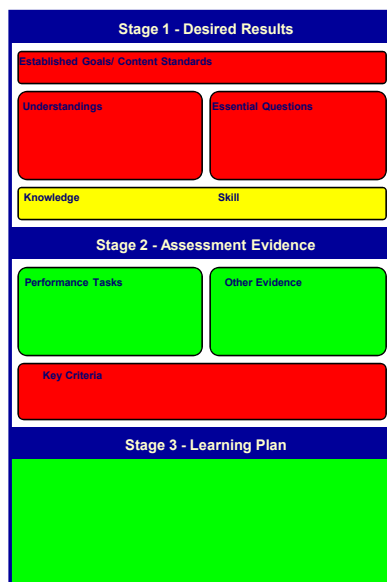 Stage 1 - Desired Results
Established Goals/ Content Standards
Understandings
Essential Questions
Knowledge
Skill
Stage 2 - Assessment Evidence
Performance Tasks
Other Evidence
Key Criteria
Stage 3 - Learning Plan